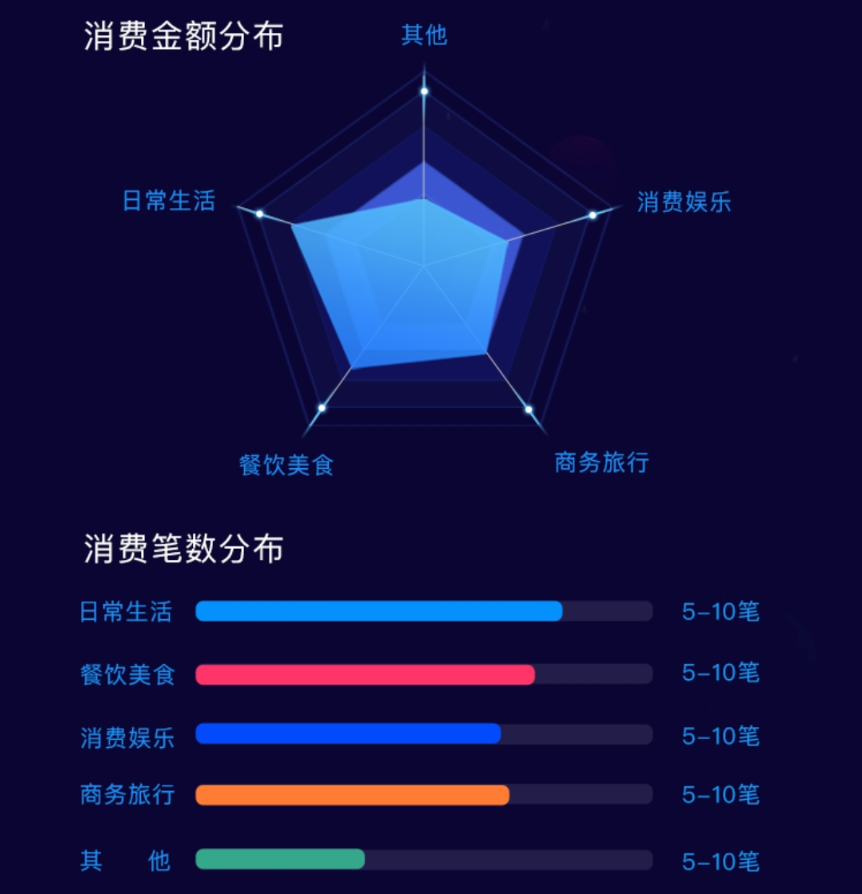 消费金额分布
其他
日常生活
消费娱乐
餐饮美食
商务旅行
消费笔数分布
日常生活 5-10笔
餐饮美食 5-10笔
消费娱乐 5-10笔
商务旅行 5-10笔
其 他 5-10笔